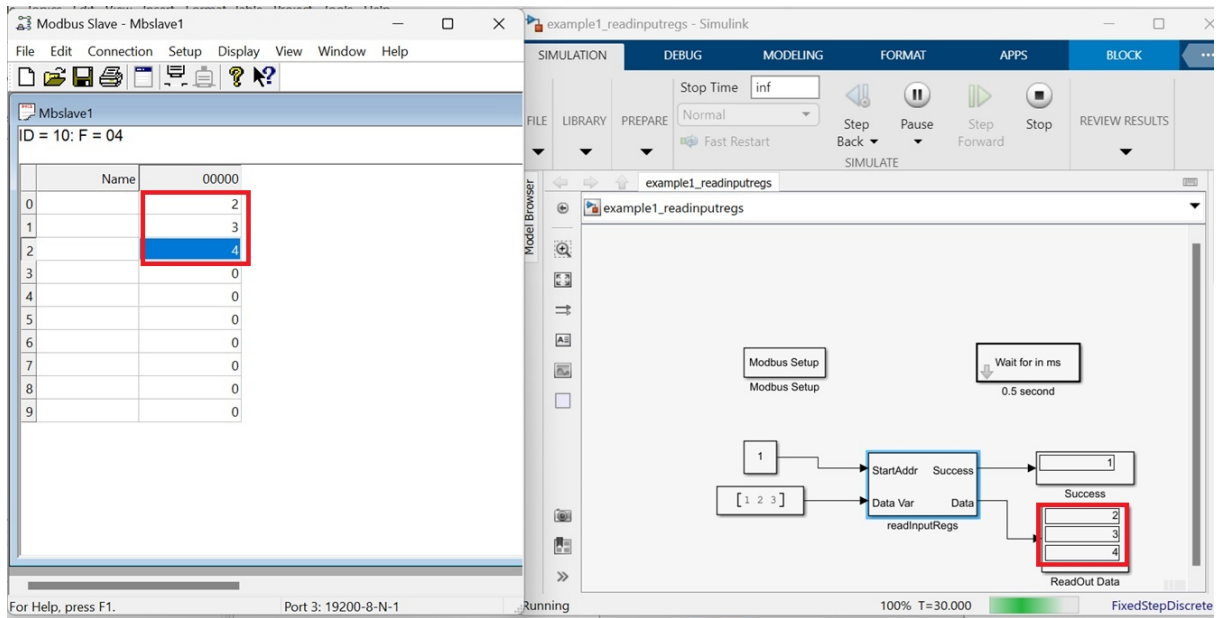 Modbus Slave - Mbslave1
File Edit Connection Setup Display View Window Help
Mbslave1
ID = 10: F = 04
Name 00000
0 2
1 3
2 4
3 0
4 0
5 0
6 0
7 0
8 0
9 0
For Help, press F1. Port 3: 19200-8-N-1
example1_readinputregs - Simulink
SIMULATION DEBUG MODELING FORMAT APPS BLOCK
FILE LIBRARY PREPARE
Stop Time inf
Normal
Fast Restart
Step Back
Pause
Step Forward
Stop
SIMULATE
REVIEW RESULTS
Model Browser
example1_readinputregs
example1_readinputregs
Modbus Setup
Modbus Setup
Wait for in ms
0.5 second
1
[1 2 3]
StartAddr Success
Data Var Data
readInputRegs
1
Success
2
3
4
ReadOut Data
Running 100% T=30.000 FixedStepDiscrete